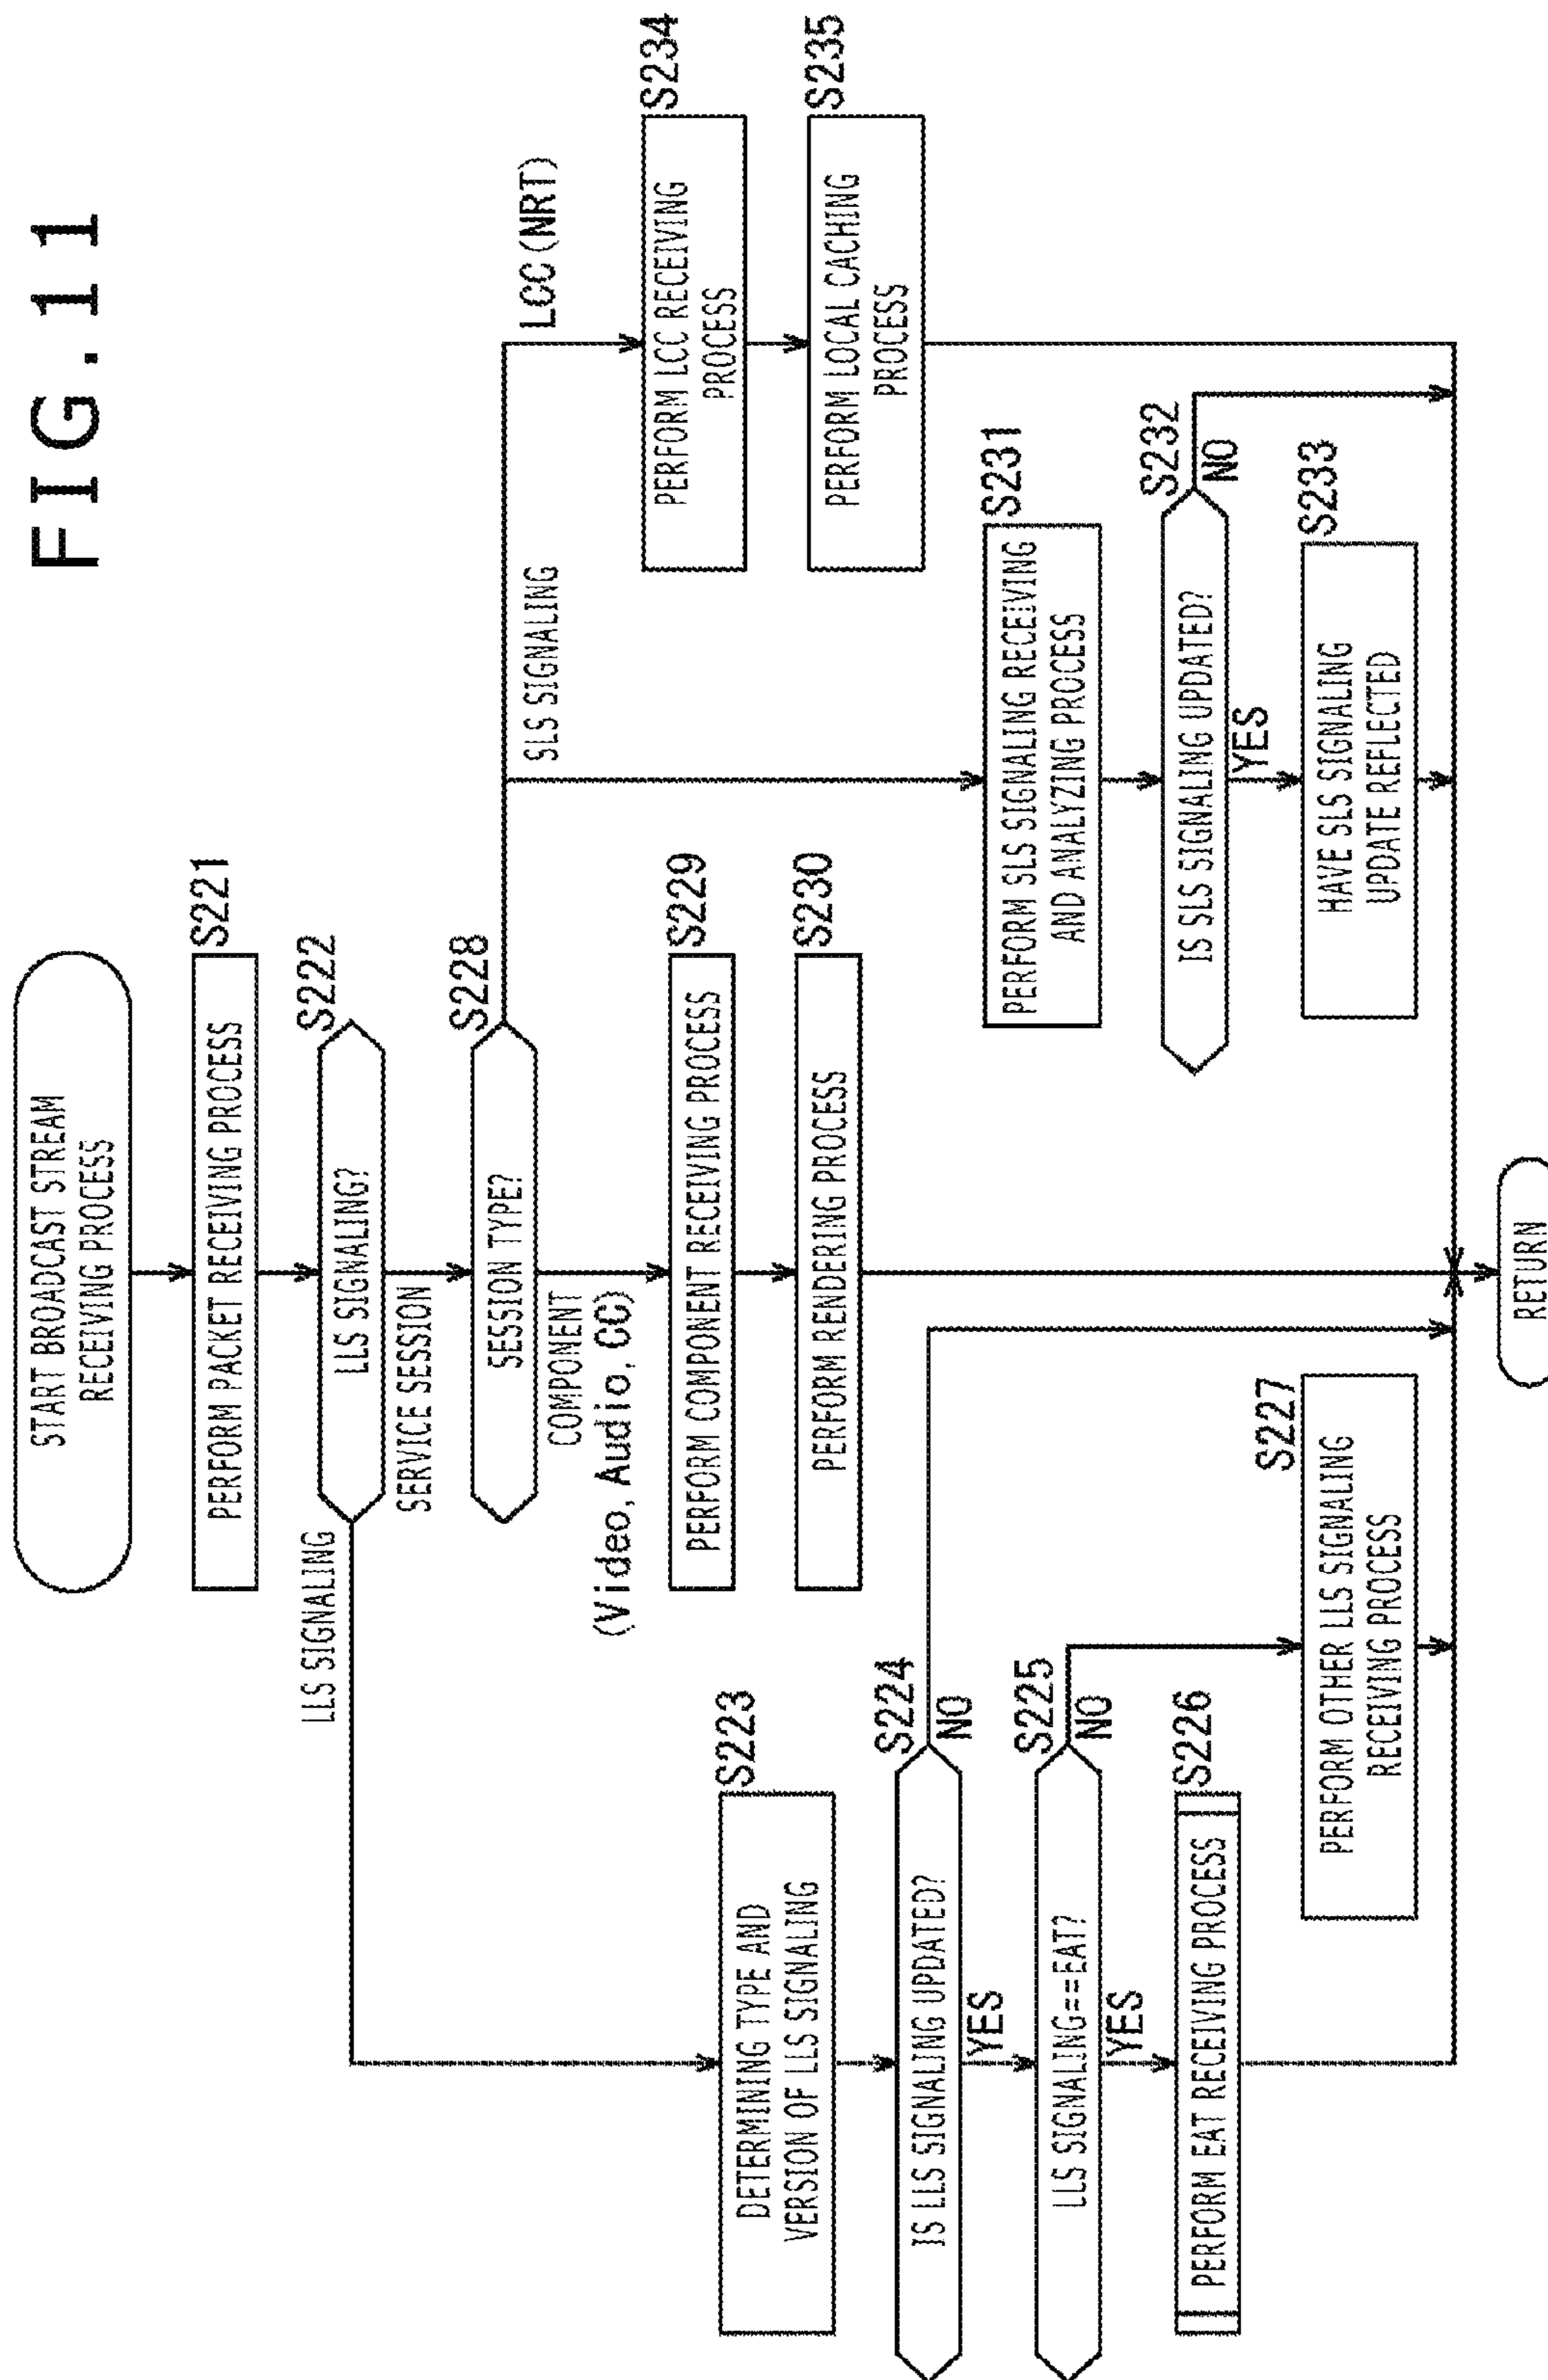 FIG.11
START BROADCAST STREAM
RECEIVING PROCESS
S221
PERFORM PACKET RECEIVING PROCESS
S222
LLS SIGNALING?
LLS SIGNALING
SERVICE SESSION
S228
SESSION TYPE?
COMPONENT
(Video, Audio, CC)
SLS SIGNALING
LCC (NRT)
S223
DETERMINING TYPE AND
VERSION OF LLS SIGNALING
S224
IS LLS SIGNALING UPDATED?
NO
YES
S225
LLS SIGNALING==EAT?
NO
YES
S226
PERFORM EAT RECEIVING PROCESS
S227
PERFORM OTHER LLS SIGNALING
RECEIVING PROCESS
S229
PERFORM COMPONENT RECEIVING PROCESS
S230
PERFORM RENDERING PROCESS
S231
PERFORM SLS SIGNALING RECEIVING
AND ANALYZING PROCESS
S232
IS SLS SIGNALING UPDATED?
NO
YES
S233
HAVE SLS SIGNALING
UPDATE REFLECTED
S234
PERFORM LCC RECEIVING
PROCESS
S235
PERFORM LOCAL CACHING
PROCESS
RETURN